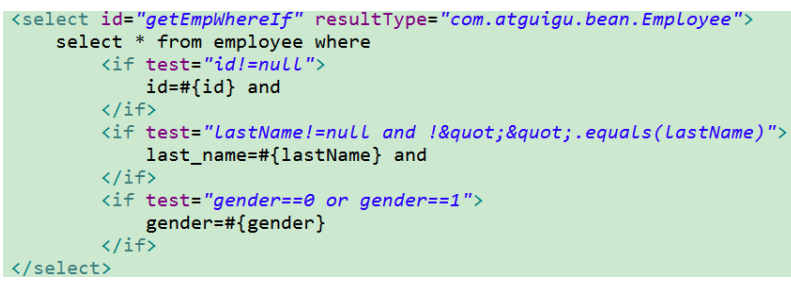 <select id="getEmpWhereIf" resultType="com.atguigu.bean.Employee">
    select * from employee where
        <if test="id!=null">
            id=#{id} and
        </if>
        <if test="lastName!=null and !&quot;&quot;.equals(lastName)">
            last_name=#{lastName} and
        </if>
        <if test="gender==0 or gender==1">
            gender=#{gender}
        </if>
</select>